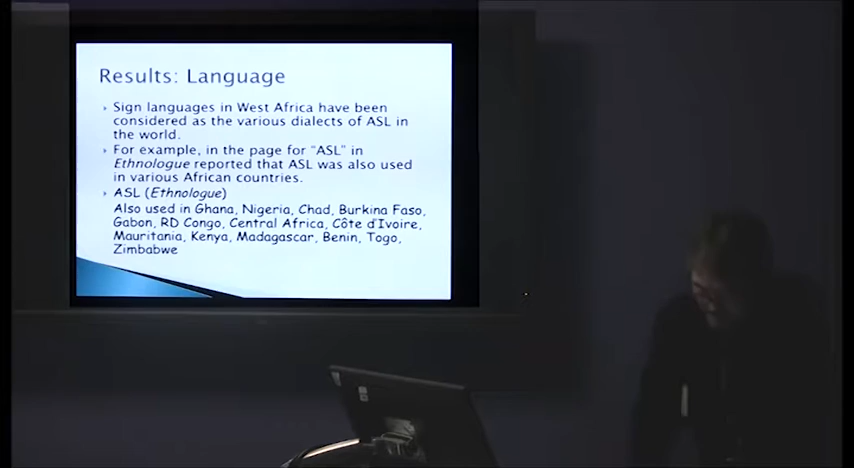 Results: Language
Sign languages in West Africa have been
considered as the various dialects of ASL in
the world.
For example, in the page for "ASL" in
Ethnologue reported that ASL was also used
in various African countries.
ASL (Ethnologue)
Also used in Ghana, Nigeria, Chad, Burkina Faso,
Gabon, RD Congo, Central Africa, Côte d'Ivoire,
Mauritania, Kenya, Madagascar, Benin, Togo,
Zimbabwe